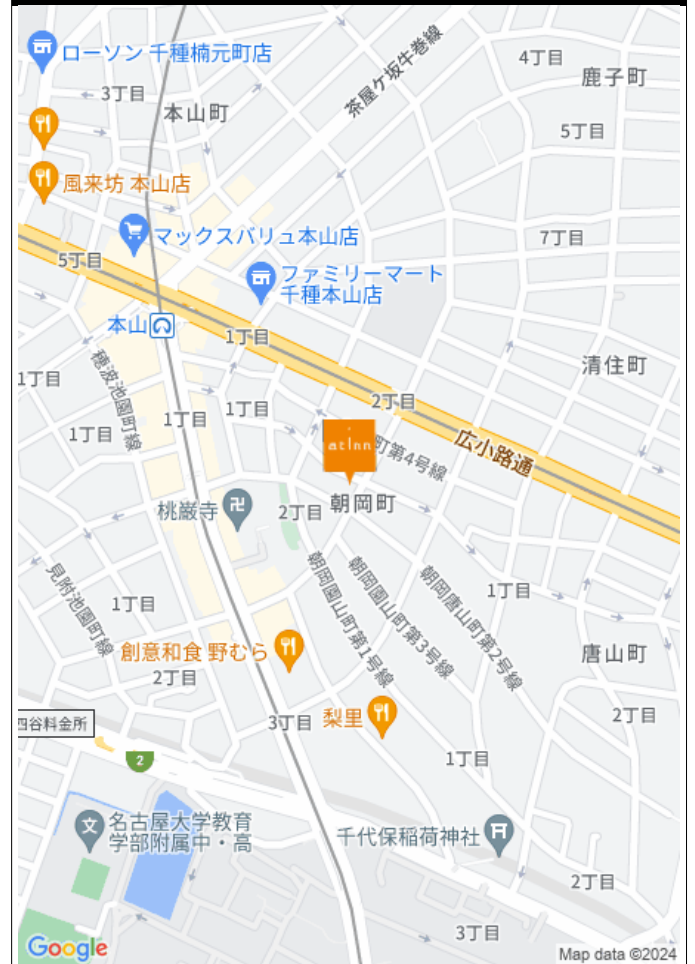 ローソン 千種楠元町店
4丁目
鹿子町
3丁目
本山町
茶屋ケ坂牛巻線
5丁目
風来坊 本山店
マックスバリュ本山店
7丁目
5丁目
ファミリーマート
千種本山店
本山
1丁目
清住町
1丁目
穂波池園町線
2丁目
1丁目
1丁目
1丁目
atInn
町第4号線
広小路通
桃巌寺
2丁目
朝岡町
見附池園町線
1丁目
朝岡園山町第1号線
朝岡園山町第3号線
朝岡唐山町第2号線
1丁目
創意和食 野むら
唐山町
2丁目
四谷料金所
3丁目
梨里
2丁目
2
1丁目
名古屋大学教育
学部附属中・高
千代保稲荷神社
2丁目
3丁目
Google
Map data ©2024